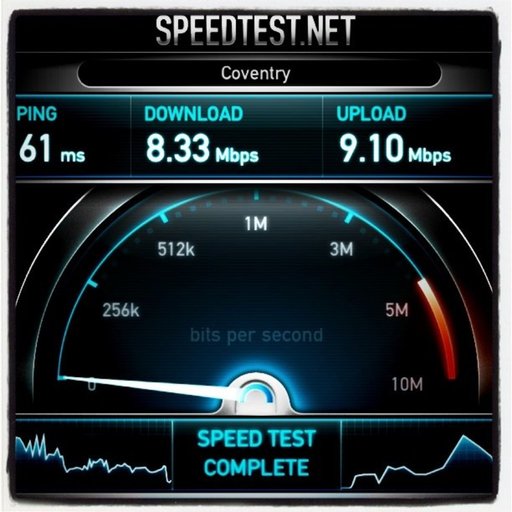 SPEEDTEST.NET
Coventry
PING DOWNLOAD UPLOAD
61 ms 8.33 Mbps 9.10 Mbps
1M
512k 3M
256k 5M
bits per second
0 10M
SPEED TEST
COMPLETE